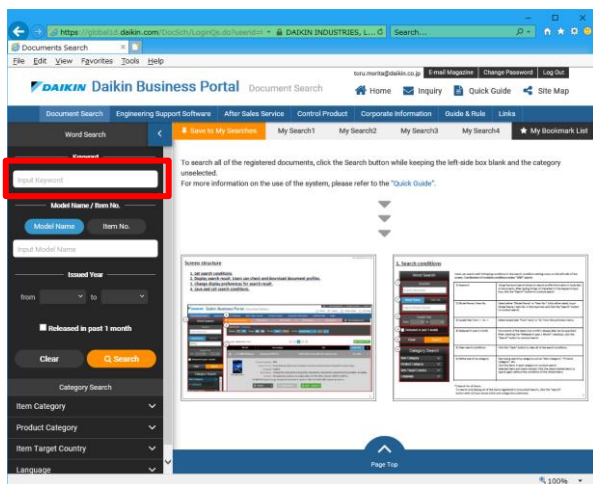 https://global1d.daikin.com/DocSch/LoginQs.do?userid=
DAIKIN INDUSTRIES, L...
Search...
Documents Search
File Edit View Favorites Tools Help
toru.morita@daikin.co.jp E-mail Magazine Change Password Log Out
DAIKIN Daikin Business Portal Document Search
Home Inquiry Quick Guide Site Map
Document Search Engineering Support Software After Sales Service Control Product Corporate Information Guide & Rule Links
Word Search
Save to My Searches My Search1 My Search2 My Search3 My Search4 My Bookmark List
Keyword
Input Keyword
To search all of the registered documents, click the Search button while keeping the left-side box blank and the category
unselected.
For more information on the use of the system, please refer to the "Quick Guide".
Model Name / Item No.
Model Name Item No.
Input Model Name
Issued Year
from to
Released in past 1 month
Clear Search
Category Search
Item Category
Product Category
Item Target Country
Language
Screen structure
1. Set search conditions.
2. Display search result. Users can check and download document profiles.
3. Change display preferences for search result.
4. Save and call search conditions.
1. Search conditions
Word Search
Category Search
Page Top
100%